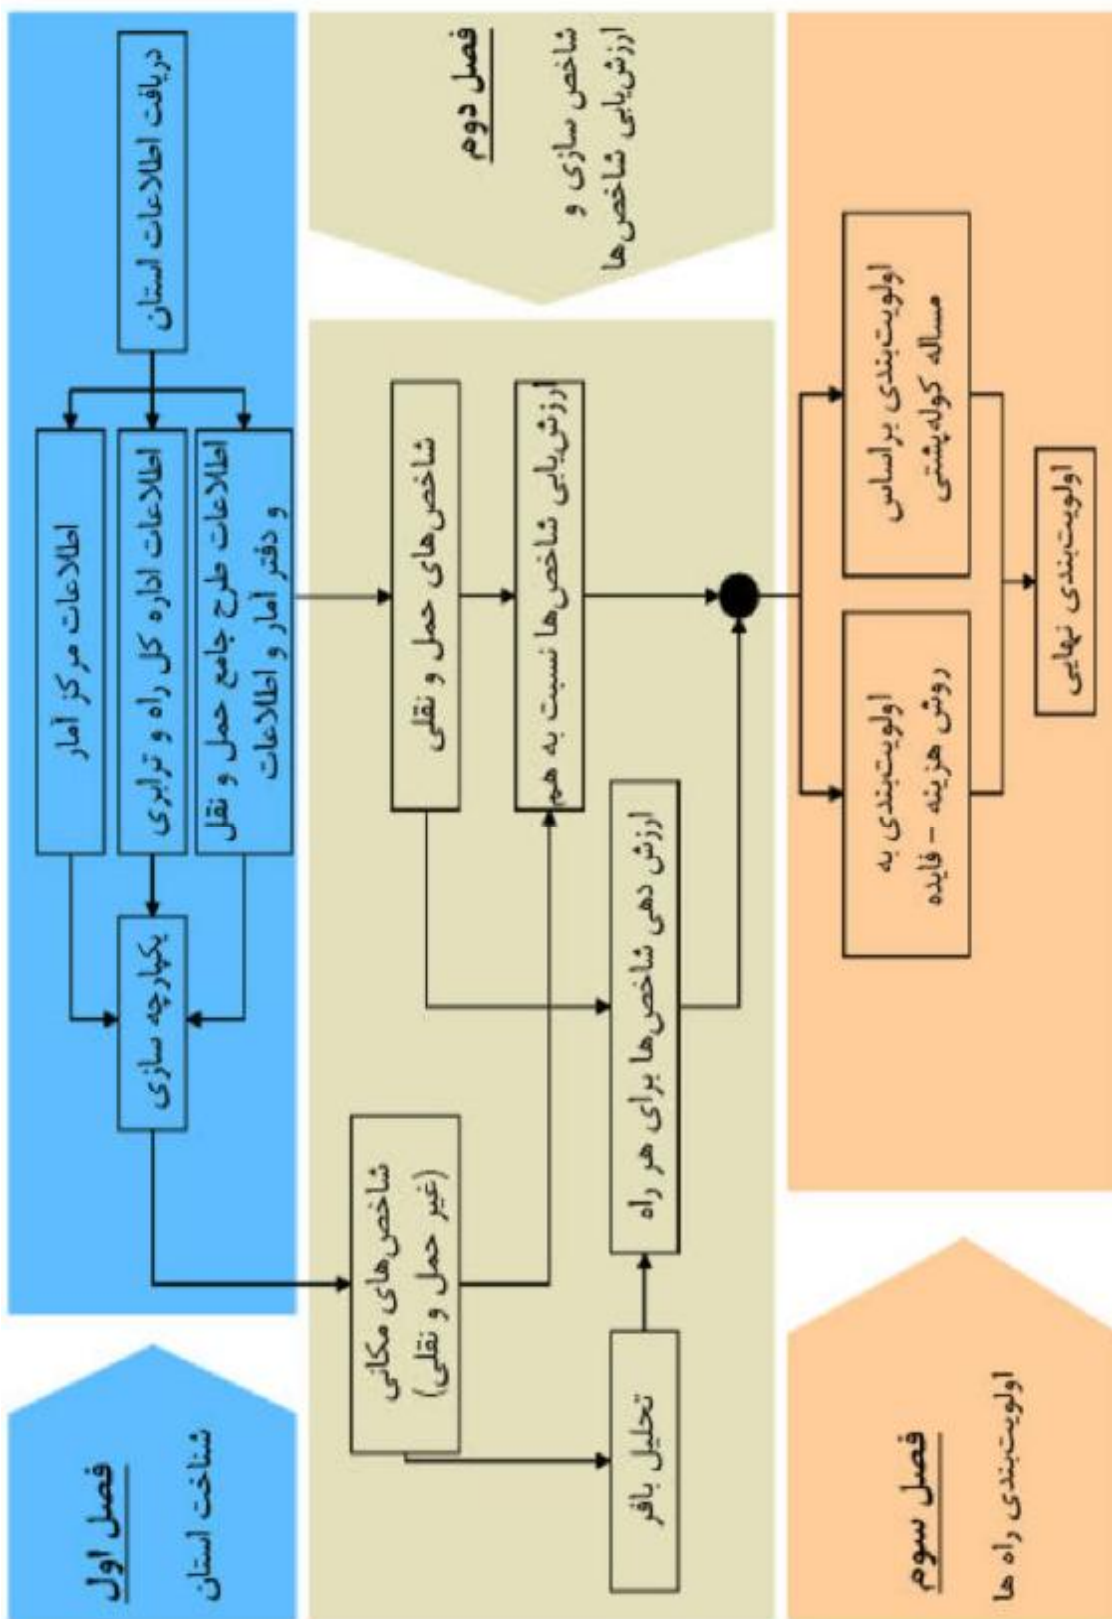 فصل اول
شناخت استان
دریافت اطلاعات استان
اطلاعات مرکز آمار
اطلاعات اداره کل راه و ترابری
اطلاعات طرح جامع حمل و نقل
و دفتر آمار و اطلاعات
یکپارچه سازی
فصل دوم
شاخص سازی و
ارزش‌یابی شاخص‌ها
شاخص‌های حمل و نقلی
شاخص‌های مکانی
(غیر حمل و نقلی)
ارزش‌یابی شاخص‌ها نسبت به هم
ارزش دهی شاخص‌ها برای هر راه
تحلیل بافر
فصل سوم
اولویت‌بندی راه ها
اولویت‌بندی براساس
مساله کوله‌پشتی
اولویت‌بندی به
روش هزینه - فایده
اولویت‌بندی نهایی